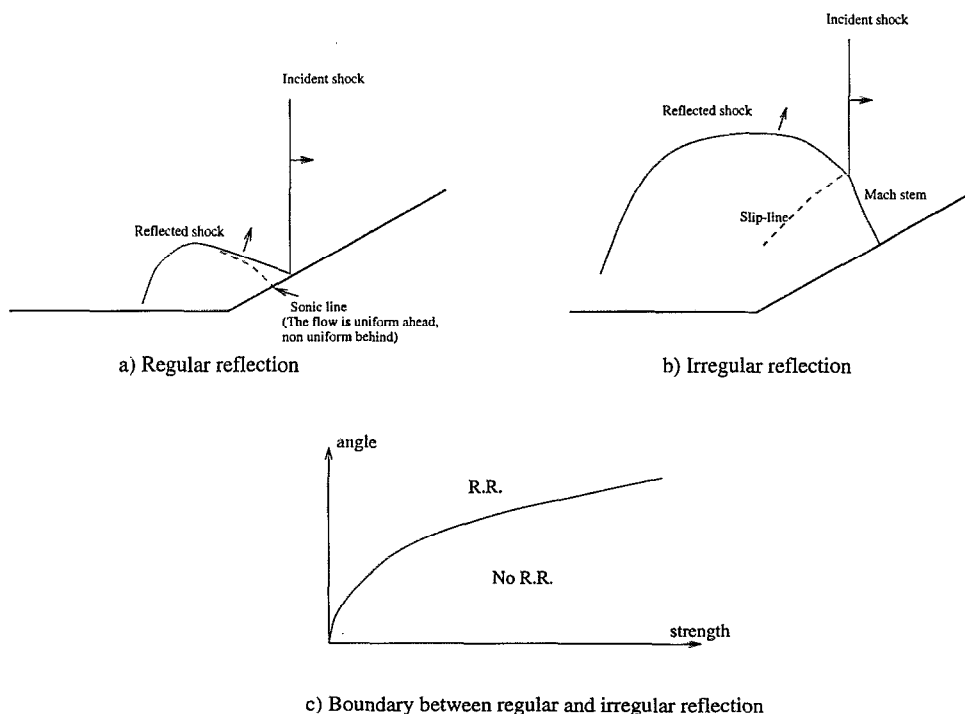 Incident shock
Reflected shock
Sonic line
(The flow is uniform ahead,
non uniform behind)
a) Regular reflection
Incident shock
Reflected shock
Mach stem
Slip-line
b) Irregular reflection
angle
R.R.
No R.R.
strength
c) Boundary between regular and irregular reflection